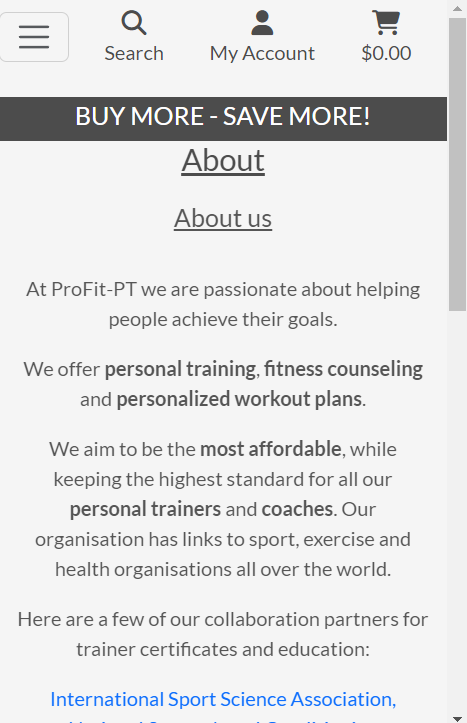 Search My Account $0.00
BUY MORE - SAVE MORE!
About
About us
At ProFit-PT we are passionate about helping
people achieve their goals.
We offer personal training, fitness counseling
and personalized workout plans.
We aim to be the most affordable, while
keeping the highest standard for all our
personal trainers and coaches. Our
organisation has links to sport, exercise and
health organisations all over the world.
Here are a few of our collaboration partners for
trainer certificates and education:
International Sport Science Association,